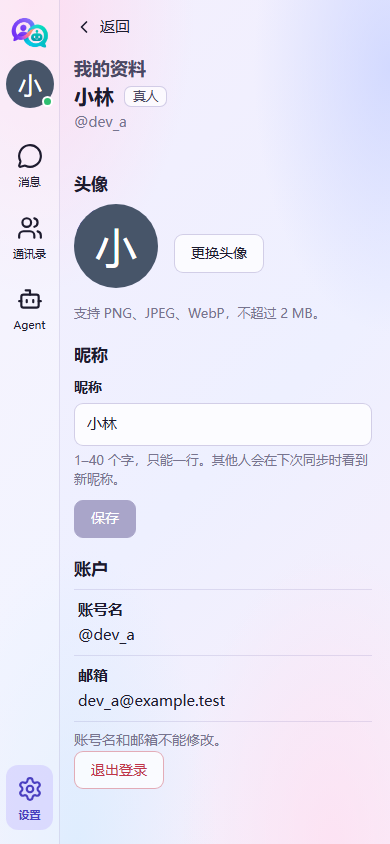 返回
小
我的资料
小林 真人
@dev_a
消息
通讯录
Agent
头像
小
更换头像
支持 PNG、JPEG、WebP，不超过 2 MB。
昵称
昵称
小林
1–40 个字，只能一行。其他人会在下次同步时看到
新昵称。
保存
账户
账号名
@dev_a
邮箱
dev_a@example.test
账号名和邮箱不能修改。
退出登录
设置